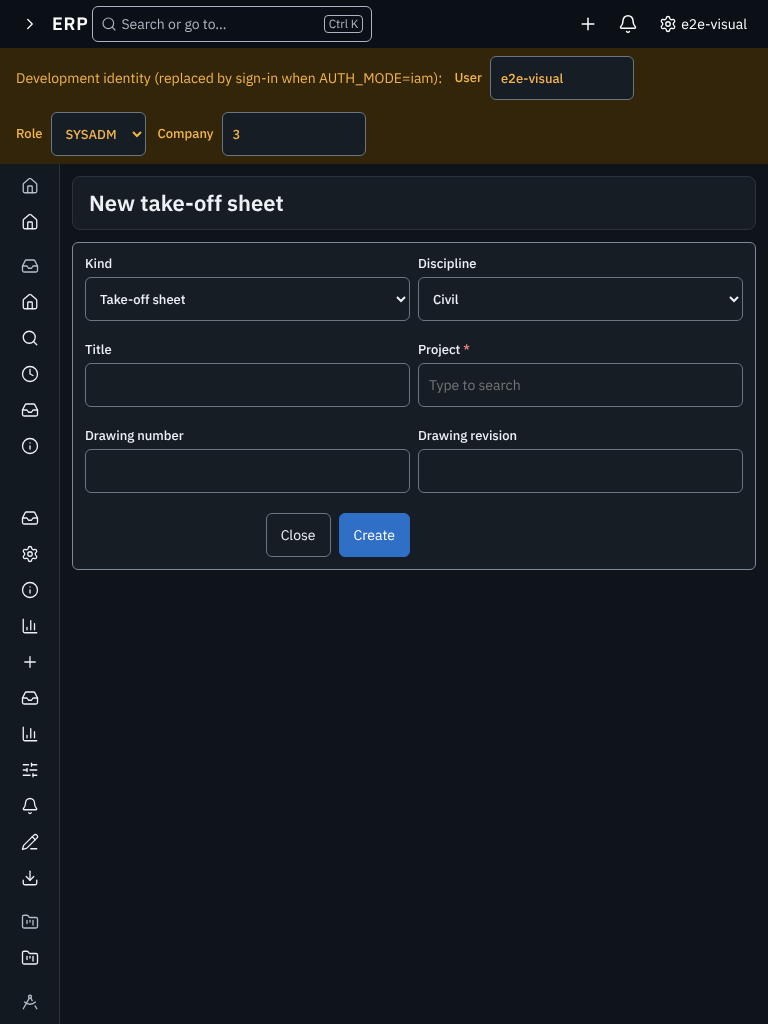 ERP Search or go to... Ctrl K e2e-visual
Development identity (replaced by sign-in when AUTH_MODE=iam): User e2e-visual
Role SYSADM Company 3
New take-off sheet
Kind Discipline
Take-off sheet Civil
Title Project *
Type to search
Drawing number Drawing revision
Close Create